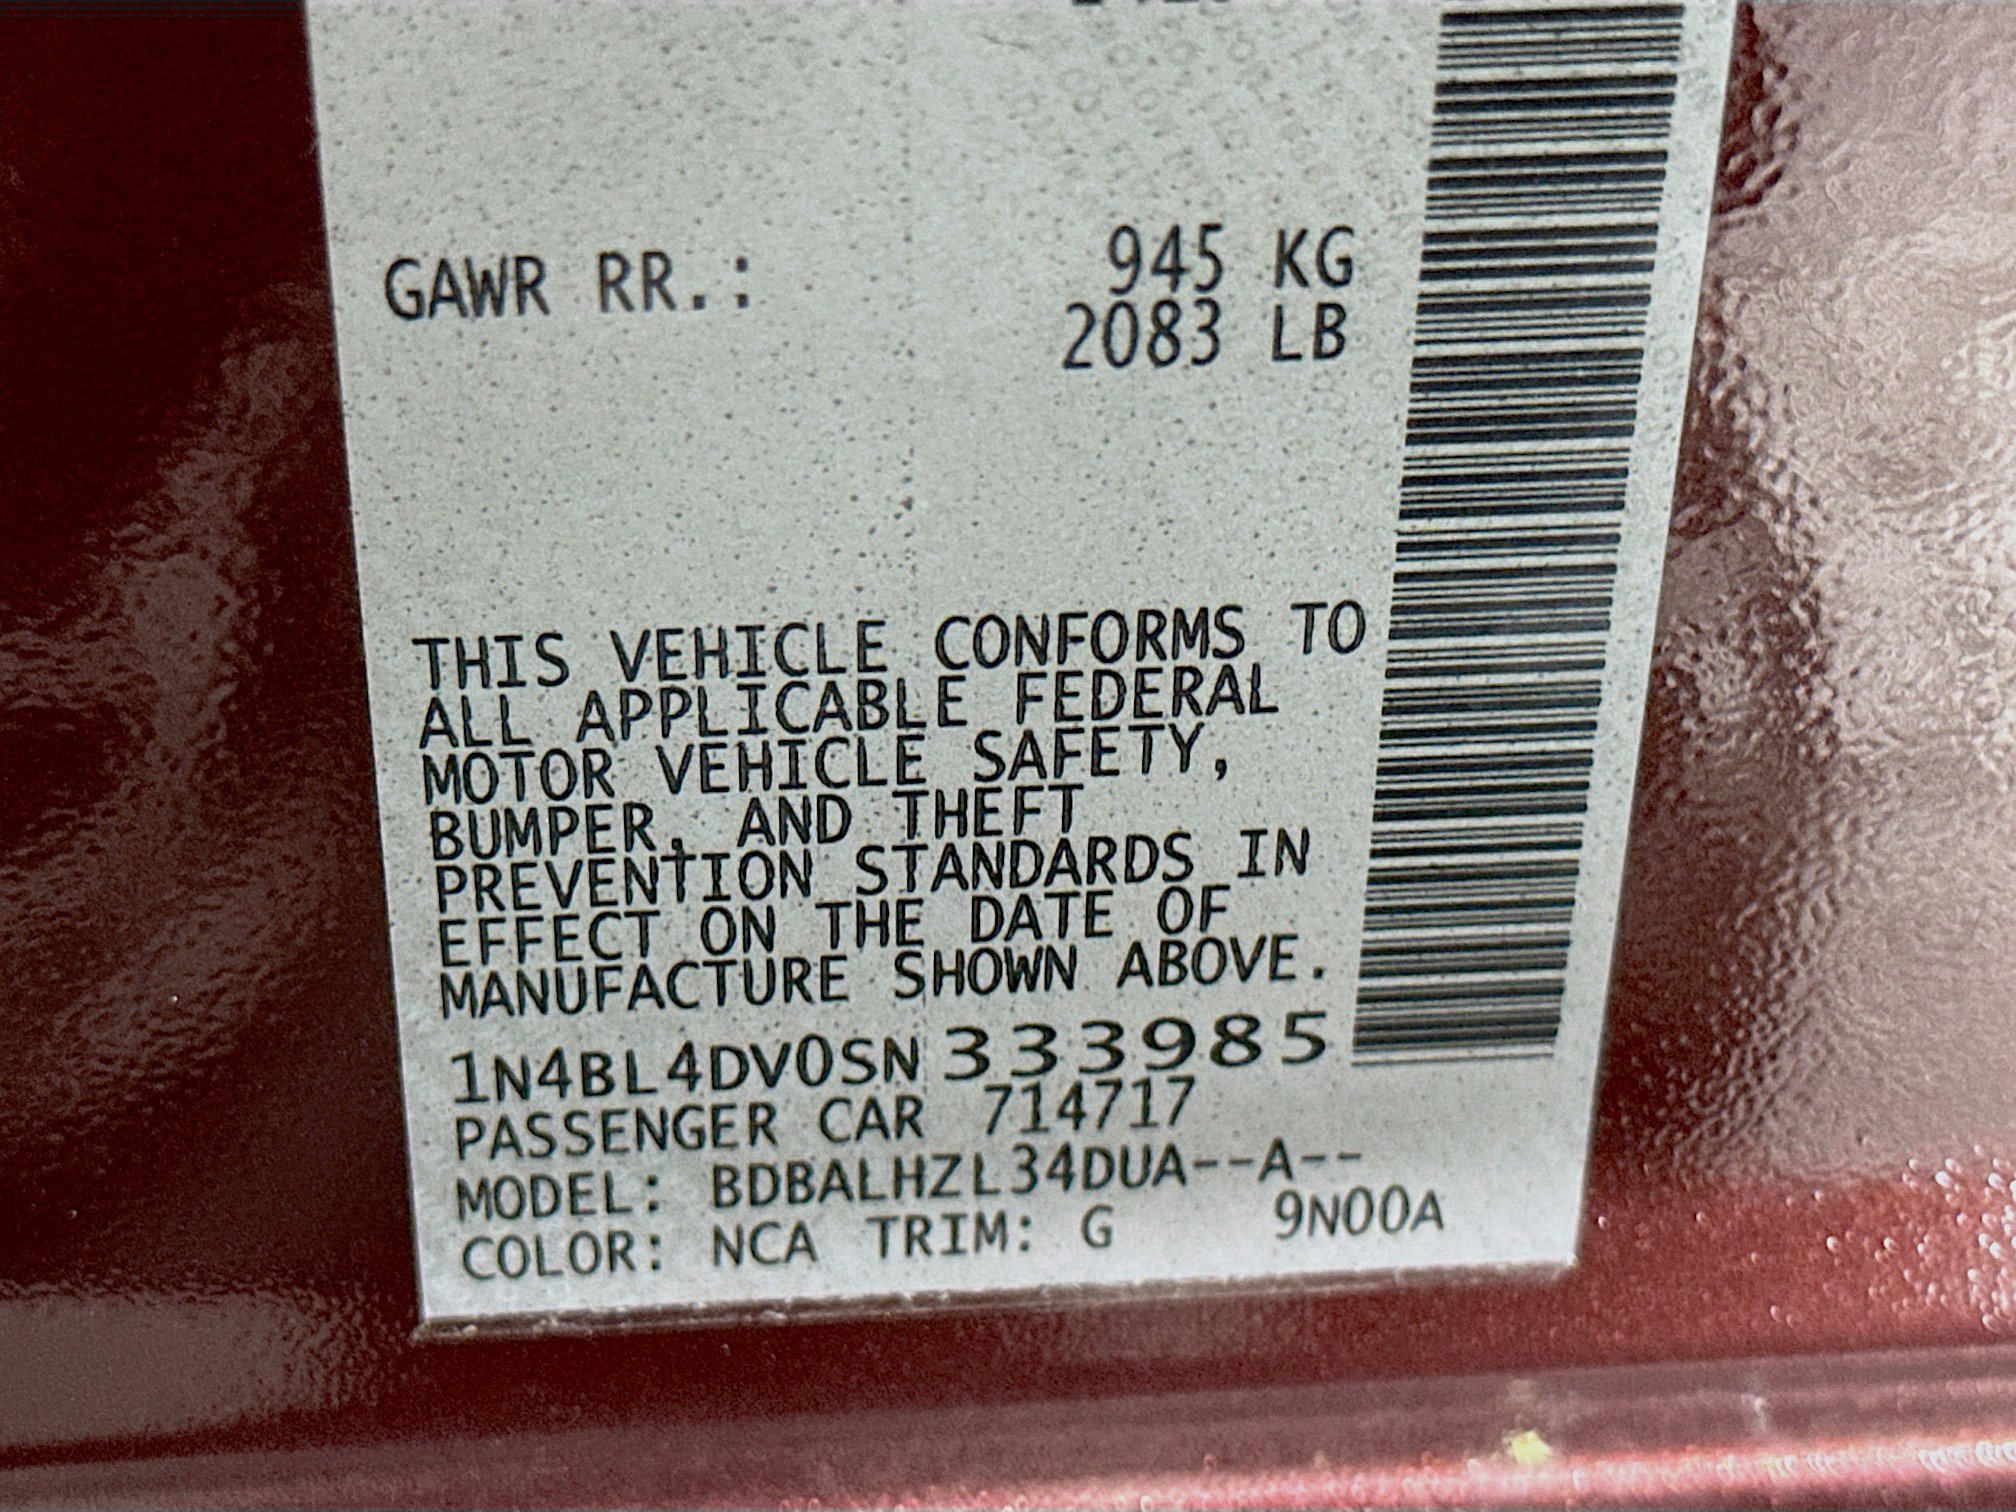 GAWR RR.: 945 KG
2083 LB
THIS VEHICLE CONFORMS TO
ALL APPLICABLE FEDERAL
MOTOR VEHICLE SAFETY,
BUMPER, AND THEFT
PREVENTION STANDARDS IN
EFFECT ON THE DATE OF
MANUFACTURE SHOWN ABOVE.
1N4BL4DV0SN333985
PASSENGER CAR 714717
MODEL: BDBALHZL34DUA--A--
COLOR: NCA TRIM: G 9N00A